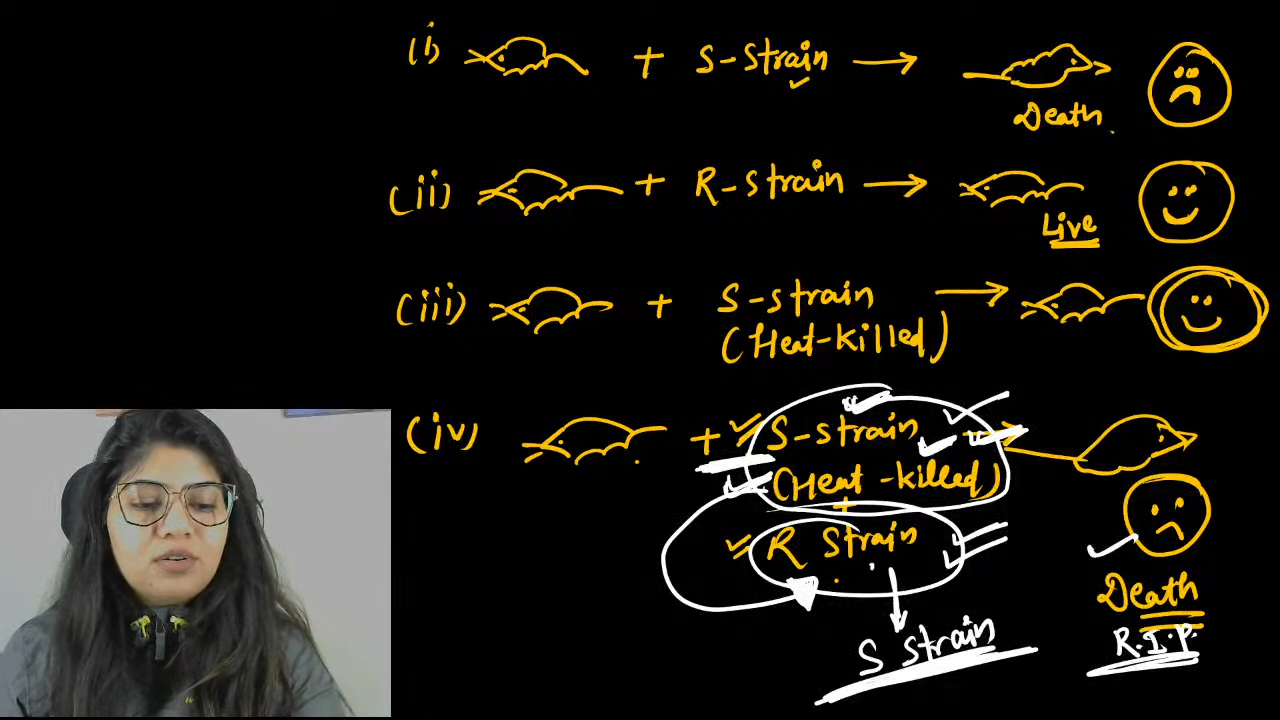 (i) + S-Strain → Death
(ii) + R-Strain → Live
(iii) + S-strain →
(Heat-killed)
(iv) + S-strain →
(Heat-killed)
+
R Strain
Death
S Strain
R.I.P.